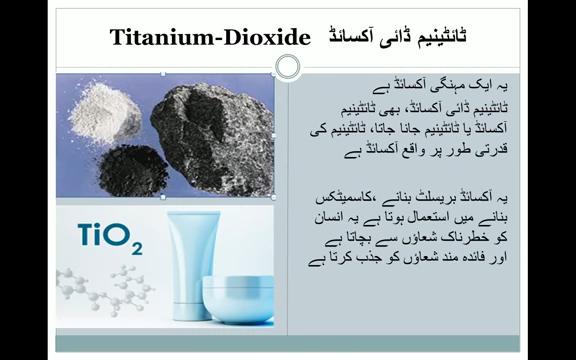 Titanium-Dioxide ٹائٹینیم ڈائی آکسائڈ
یہ ایک مہنگی آکسائڈ ہے
ٹائٹینیم ڈائی آکسائڈ، بھی ٹائٹینیم
آکسائڈ یا ٹائٹینیم جانا جاتا، ٹائٹینیم کی
قدرتی طور پر واقع آکسائڈ ہے
یہ آکسائڈ بریسلٹ بنانے ،کاسمیٹکس
بنانے میں استعمال ہوتا ہے یہ انسان
کو خطرناک شعاؤں سے بچاتا ہے
اور فائدہ مند شعاؤں کو جذب کرتا ہے
TiO2